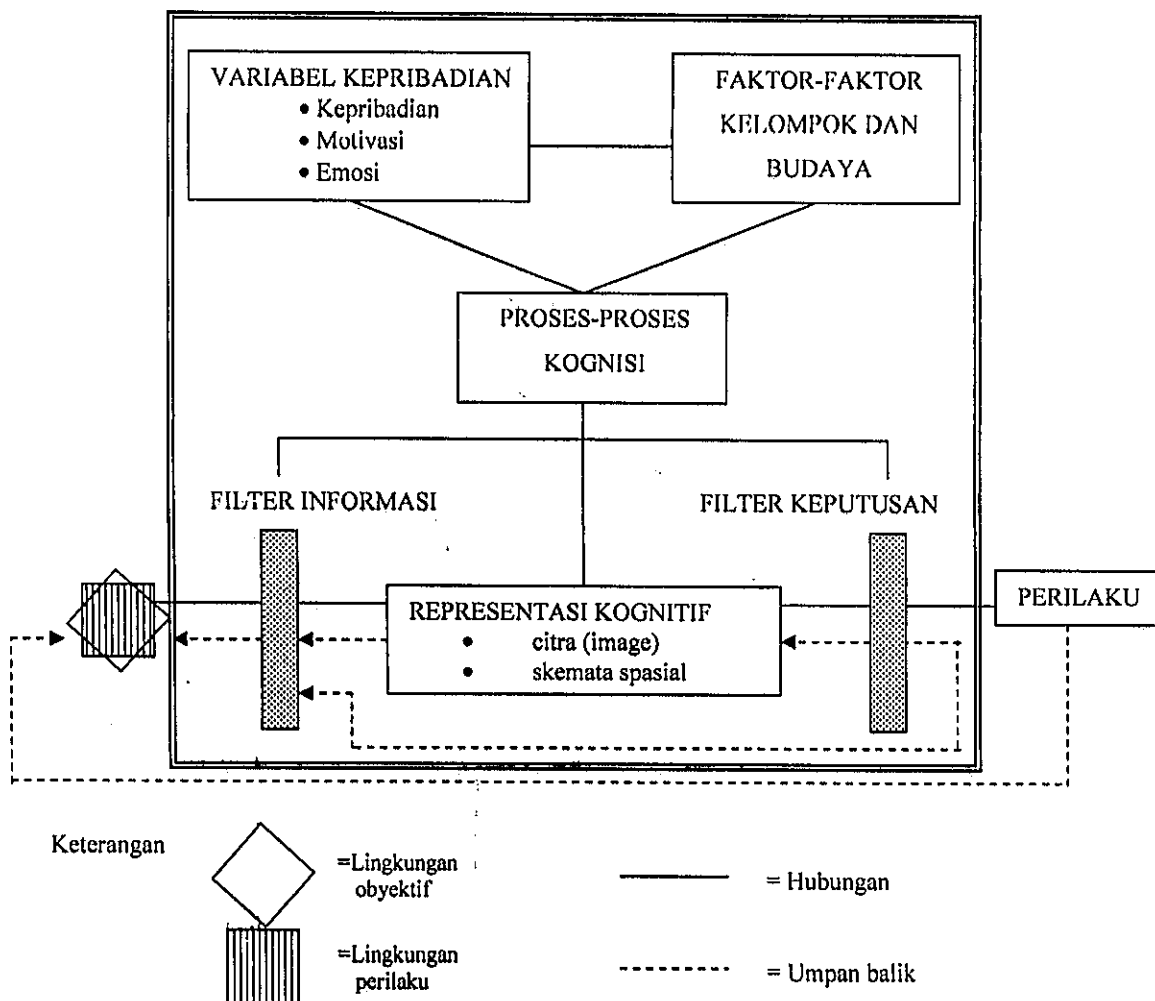 VARIABEL KEPRIBADIAN
• Kepribadian
• Motivasi
• Emosi
FAKTOR-FAKTOR
KELOMPOK DAN
BUDAYA
PROSES-PROSES
KOGNISI
FILTER INFORMASI
FILTER KEPUTUSAN
REPRESENTASI KOGNITIF
• citra (image)
• skemata spasial
PERILAKU
Keterangan
=Lingkungan
obyektif
= Hubungan
=Lingkungan
perilaku
= Umpan balik